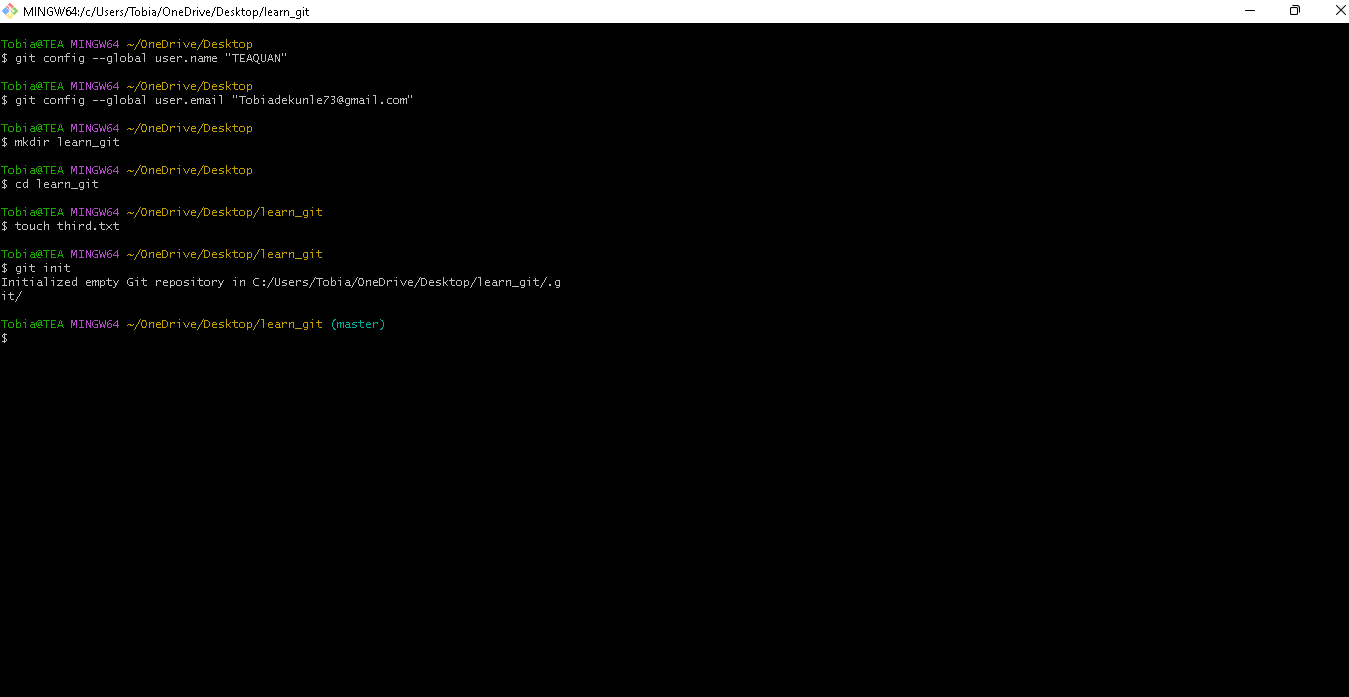 MINGW64:/c/Users/Tobia/OneDrive/Desktop/learn_git
Tobia@TEA MINGW64 ~/OneDrive/Desktop
$ git config --global user.name "TEAQUAN"
Tobia@TEA MINGW64 ~/OneDrive/Desktop
$ git config --global user.email "Tobiadekunle73@gmail.com"
Tobia@TEA MINGW64 ~/OneDrive/Desktop
$ mkdir learn_git
Tobia@TEA MINGW64 ~/OneDrive/Desktop
$ cd learn_git
Tobia@TEA MINGW64 ~/OneDrive/Desktop/learn_git
$ touch third.txt
Tobia@TEA MINGW64 ~/OneDrive/Desktop/learn_git
$ git init
Initialized empty Git repository in C:/Users/Tobia/OneDrive/Desktop/learn_git/.g
it/
Tobia@TEA MINGW64 ~/OneDrive/Desktop/learn_git (master)
$